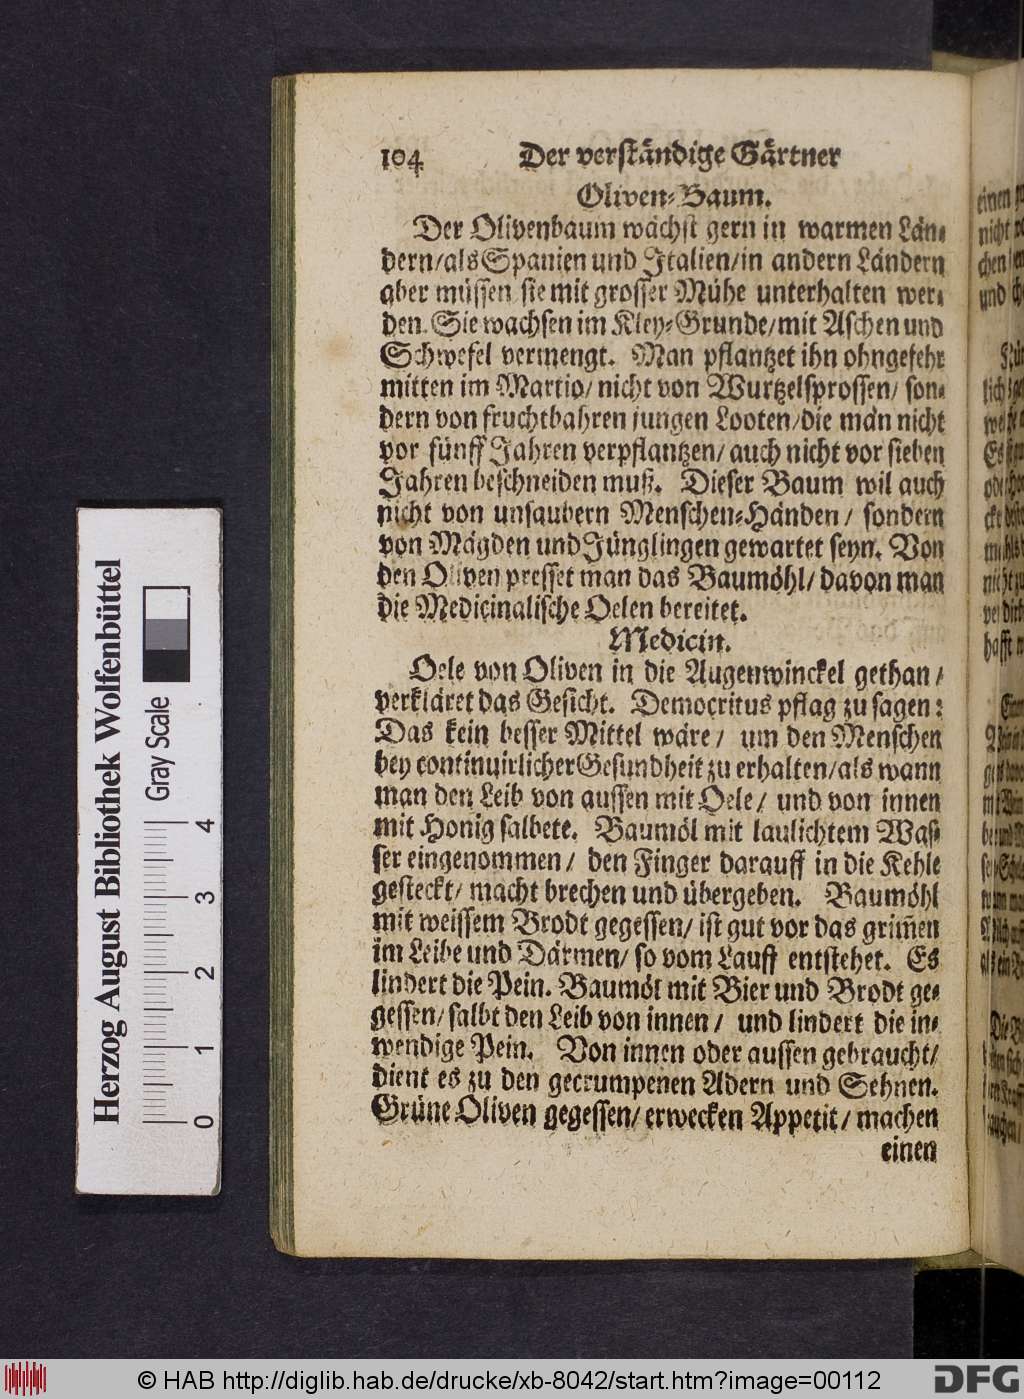 104 Der verständige Gärtner
Oliven-Baum.
Der Olivenbaum wächst gern in warmen Län-
dern/als Spanien und Italien/in andern Ländern
aber müssen sie mit grosser Mühe unterhalten wer-
den. Sie wachsen im Kley-Grunde/mit Aschen und
Schwefel vermengt. Man pflantzet ihn ohngefehr
mitten im Martio/ nicht von Wurtzelsprossen/ son-
dern von fruchtbahren jungen Looten/die man nicht
vor fünff Jahren verpflantzen/ auch nicht vor sieben
Jahren beschneiden muß. Dieser Baum wil auch
nicht von unsaubern Menschen-Händen/ sondern
von Mägden und Jünglingen gewartet seyn. Von
den Oliven presset man das Baumöhl/ davon man
die Medicinalische Oelen bereitet.
Medicin.
Oele von Oliven in die Augenwinckel gethan/
verkläret das Gesicht. Democritus pflag zu sagen:
Das kein besser Mittel wäre/ um den Menschen
bey continuirlicher Gesundheit zu erhalten/als wann
man den Leib von aussen mit Oele/ und von innen
mit Honig salbete. Baumöl mit laulichtem Was-
ser eingenommen/ den Finger darauff in die Kehle
gesteckt/ macht brechen und übergeben. Baumöhl
mit weissem Brodt gegessen/ ist gut vor das grim̃en
im Leibe und Därmen/ so vom Lauff entstehet. Es
lindert die Pein. Baumöl mit Bier und Brodt ge-
gessen/ salbt den Leib von innen/ und lindert die in-
wendige Pein. Von innen oder aussen gebraucht/
dient es zu den gecrumpenen Adern und Sehnen.
Grüne Oliven gegessen/ erwecken Appetit/ machen
einen
Herzog August Bibliothek Wolfenbüttel
Gray Scale
0 1 2 3 4
© HAB http://diglib.hab.de/drucke/xb-8042/start.htm?image=00112
DFG